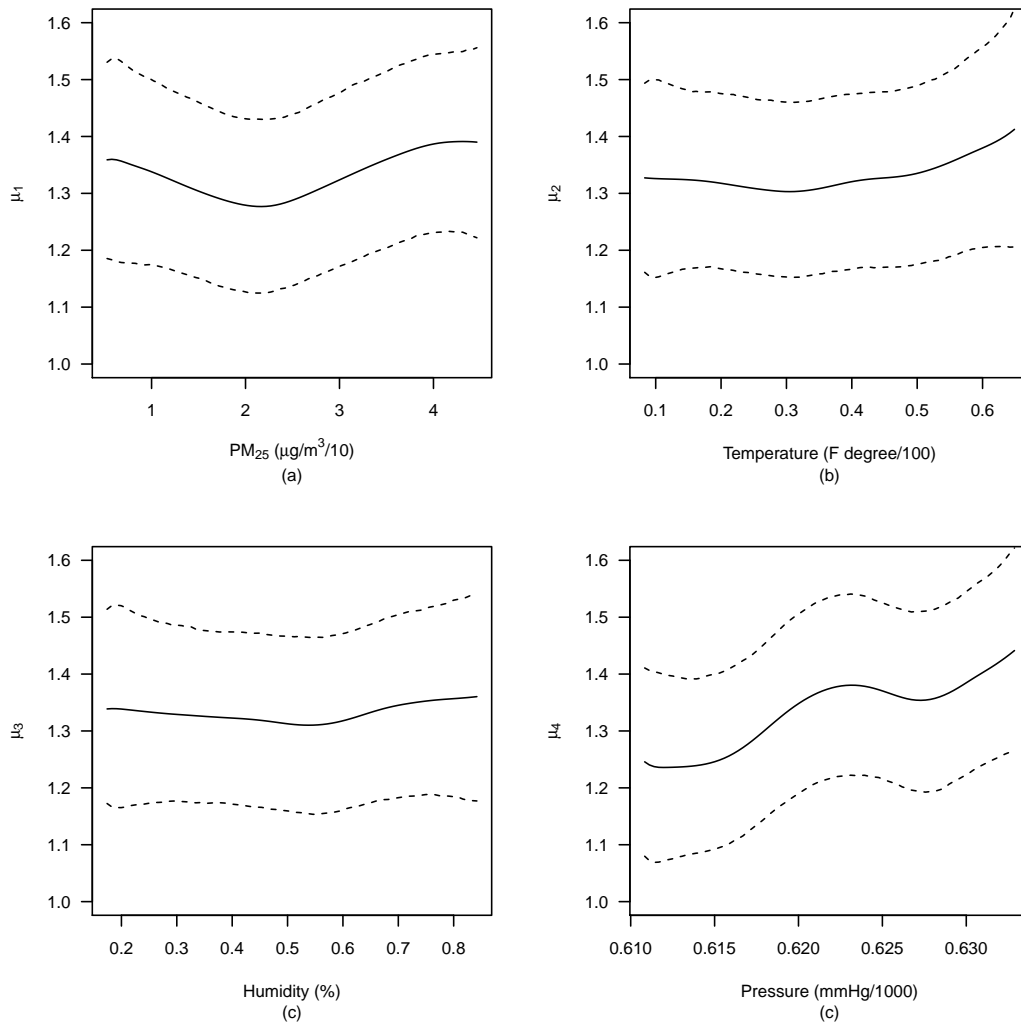 1.6
1.5
1.4
1.3
1.2
1.1
1.0
μ1
1 2 3 4
PM25 (μg/m3/10)
(a)
1.6
1.5
1.4
1.3
1.2
1.1
1.0
μ2
0.1 0.2 0.3 0.4 0.5 0.6
Temperature (F degree/100)
(b)
1.6
1.5
1.4
1.3
1.2
1.1
1.0
μ3
0.2 0.3 0.4 0.5 0.6 0.7 0.8
Humidity (%)
(c)
1.6
1.5
1.4
1.3
1.2
1.1
1.0
μ4
0.610 0.615 0.620 0.625 0.630
Pressure (mmHg/1000)
(c)